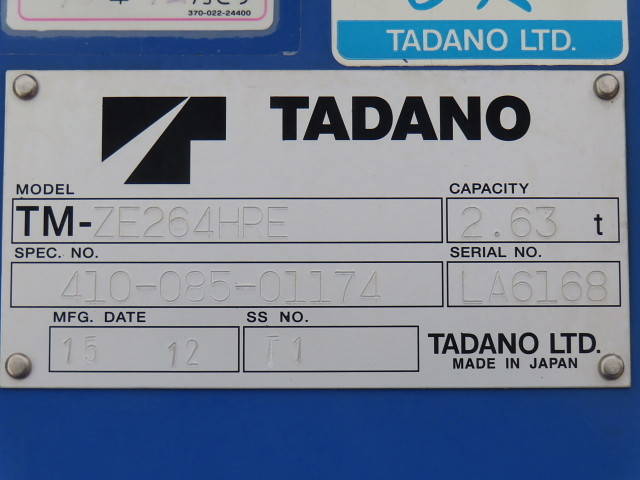 370-022-24400
TADANO LTD.
TADANO
MODEL
TM-ZE264HPE
CAPACITY
2.63 t
SPEC. NO.
410-085-01174
SERIAL NO.
LA6168
MFG. DATE
15 12
SS NO.
T1
TADANO LTD.
MADE IN JAPAN